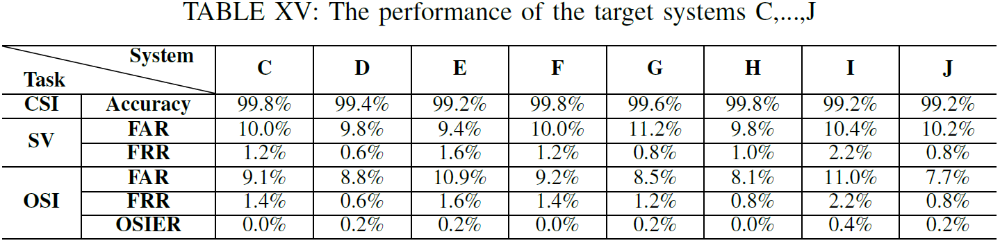 TABLE XV: The performance of the target systems C,...,J
System
Task
C D E F G H I J
CSI Accuracy 99.8% 99.4% 99.2% 99.8% 99.6% 99.8% 99.2% 99.2%
SV
FAR 10.0% 9.8% 9.4% 10.0% 11.2% 9.8% 10.4% 10.2%
FRR 1.2% 0.6% 1.6% 1.2% 0.8% 1.0% 2.2% 0.8%
OSI
FAR 9.1% 8.8% 10.9% 9.2% 8.5% 8.1% 11.0% 7.7%
FRR 1.4% 0.6% 1.6% 1.4% 1.2% 0.8% 2.2% 0.8%
OSIER 0.0% 0.2% 0.2% 0.0% 0.2% 0.0% 0.4% 0.2%